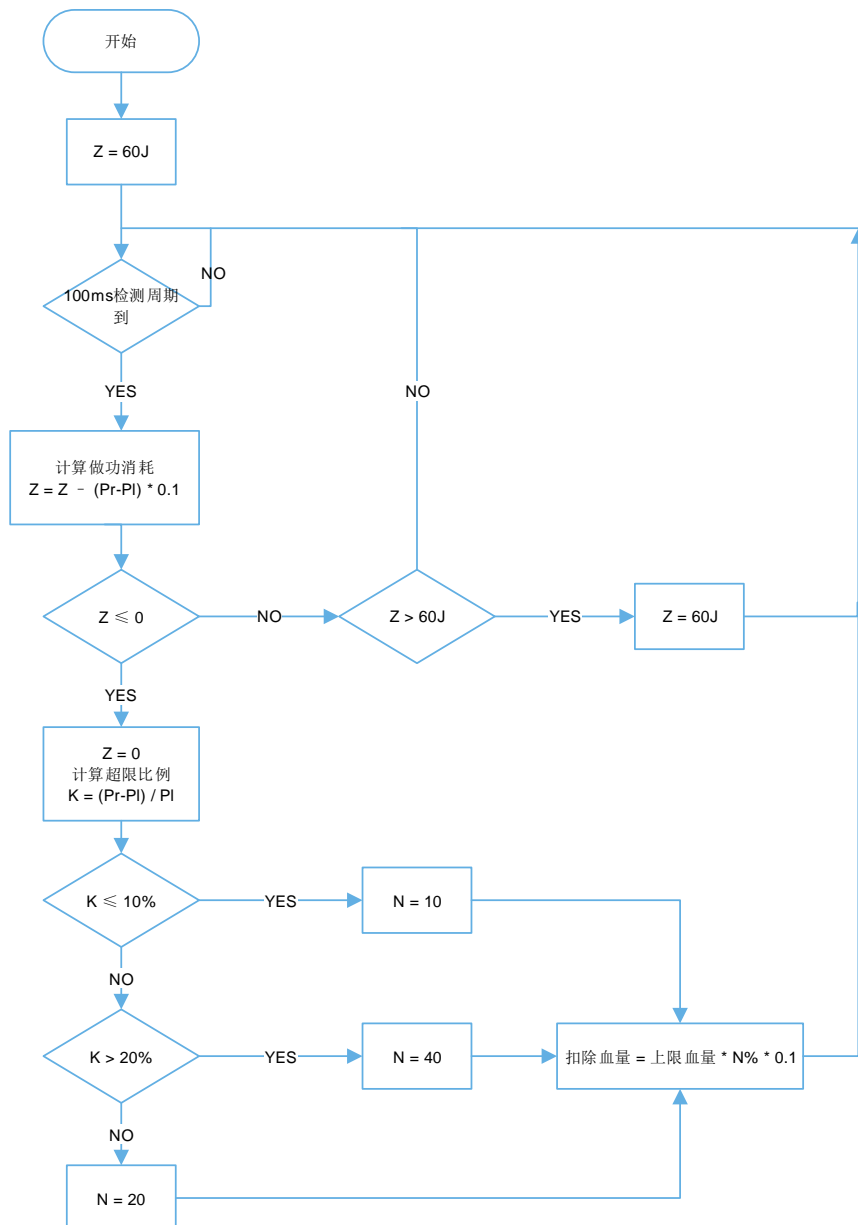 开始
Z = 60J
NO
100ms检测周期
到
YES
NO
计算做功消耗
Z = Z – (Pr-Pl) * 0.1
Z ≤ 0
NO
Z > 60J
YES
Z = 60J
YES
Z = 0
计算超限比例
K = (Pr-Pl) / Pl
K ≤ 10%
YES
N = 10
NO
K > 20%
YES
N = 40
扣除血量 = 上限血量 * N% * 0.1
NO
N = 20